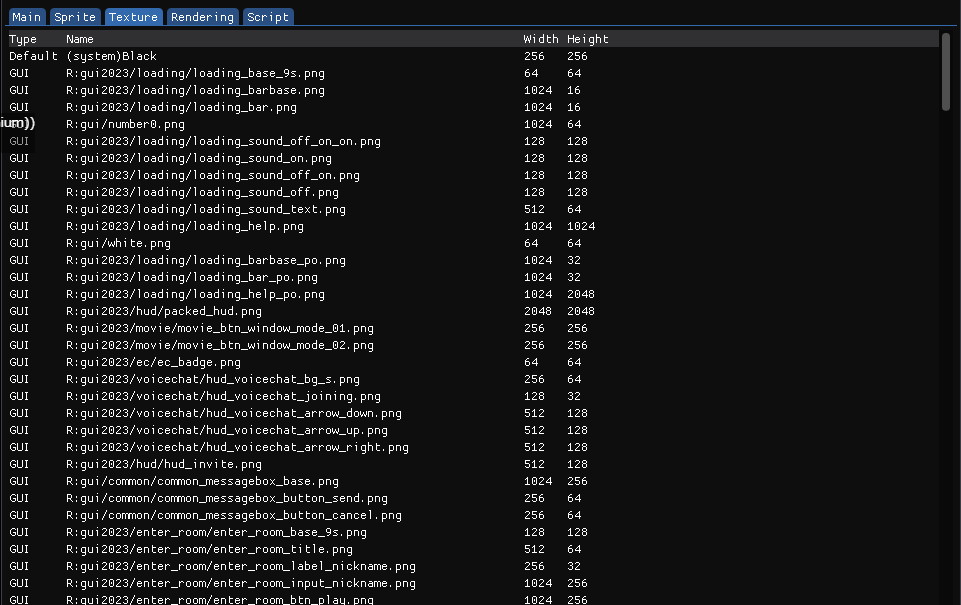 Main Sprite Texture Rendering Script
Type Name Width Height
Default (system)Black 256 256
GUI R:gui2023/loading/loading_base_9s.png 64 64
GUI R:gui2023/loading/loading_barbase.png 1024 16
GUI R:gui2023/loading/loading_bar.png 1024 16
ium)) R:gui/number0.png 1024 64
GUI R:gui2023/loading/loading_sound_off_on_on.png 128 128
GUI R:gui2023/loading/loading_sound_on.png 128 128
GUI R:gui2023/loading/loading_sound_off_on.png 128 128
GUI R:gui2023/loading/loading_sound_off.png 128 128
GUI R:gui2023/loading/loading_sound_text.png 512 64
GUI R:gui2023/loading/loading_help.png 1024 1024
GUI R:gui/white.png 64 64
GUI R:gui2023/loading/loading_barbase_po.png 1024 32
GUI R:gui2023/loading/loading_bar_po.png 1024 32
GUI R:gui2023/loading/loading_help_po.png 1024 2048
GUI R:gui2023/hud/packed_hud.png 2048 2048
GUI R:gui2023/movie/movie_btn_window_mode_01.png 256 256
GUI R:gui2023/movie/movie_btn_window_mode_02.png 256 256
GUI R:gui2023/ec/ec_badge.png 64 64
GUI R:gui2023/voicechat/hud_voicechat_bg_s.png 256 64
GUI R:gui2023/voicechat/hud_voicechat_joining.png 128 32
GUI R:gui2023/voicechat/hud_voicechat_arrow_down.png 512 128
GUI R:gui2023/voicechat/hud_voicechat_arrow_up.png 512 128
GUI R:gui2023/voicechat/hud_voicechat_arrow_right.png 512 128
GUI R:gui2023/hud/hud_invite.png 512 128
GUI R:gui/common/common_messagebox_base.png 1024 256
GUI R:gui/common/common_messagebox_button_send.png 256 64
GUI R:gui/common/common_messagebox_button_cancel.png 256 64
GUI R:gui2023/enter_room/enter_room_base_9s.png 128 128
GUI R:gui2023/enter_room/enter_room_title.png 512 64
GUI R:gui2023/enter_room/enter_room_label_nickname.png 256 32
GUI R:gui2023/enter_room/enter_room_input_nickname.png 1024 256
GUI R:gui2023/enter_room/enter_room_btn_play.png 1024 256